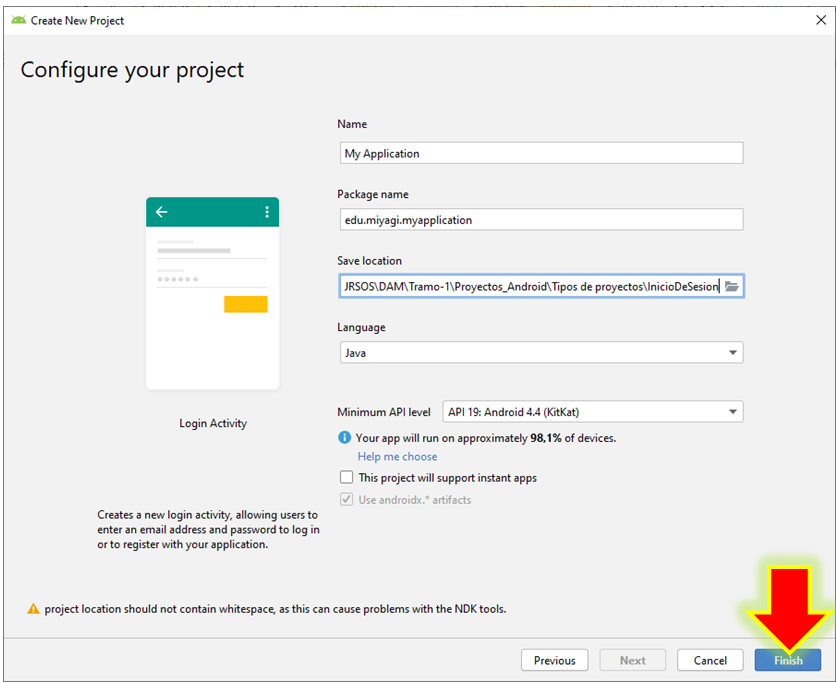 Create New Project
Configure your project
Name
My Application
Package name
edu.miyagi.myapplication
Save location
JRSOS\DAM\Tramo-1\Proyectos_Android\Tipos de proyectos\InicioDeSesion
Language
Java
Login Activity
Minimum API level
API 19: Android 4.4 (KitKat)
Your app will run on approximately 98,1% of devices.
Help me choose
This project will support instant apps
Use androidx.* artifacts
Creates a new login activity, allowing users to
enter an email address and password to log in
or to register with your application.
project location should not contain whitespace, as this can cause problems with the NDK tools.
Previous
Next
Cancel
Finish